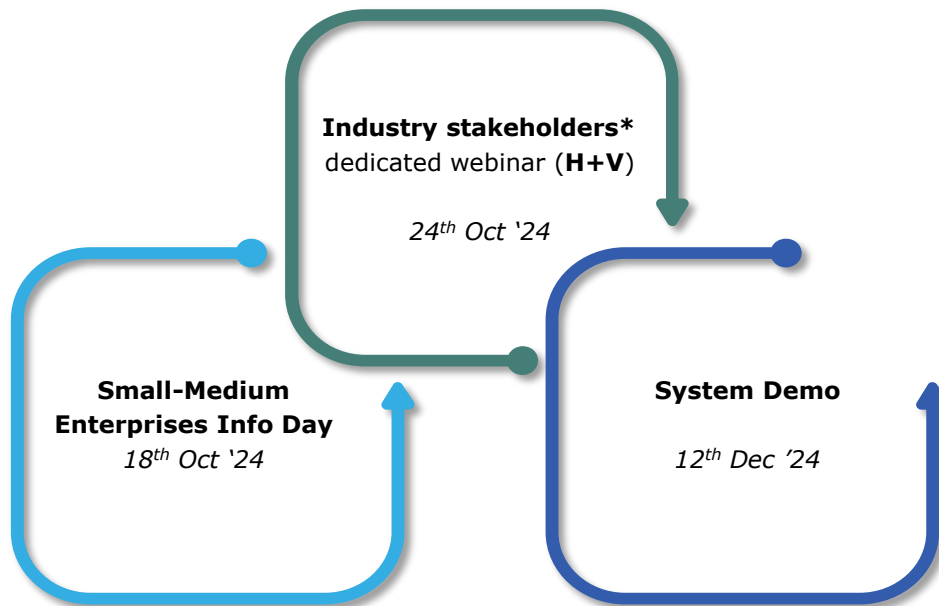 Small-Medium
Enterprises Info Day
18th Oct ‘24
Industry stakeholders*
dedicated webinar (H+V)
24th Oct ‘24
System Demo
12th Dec ’24